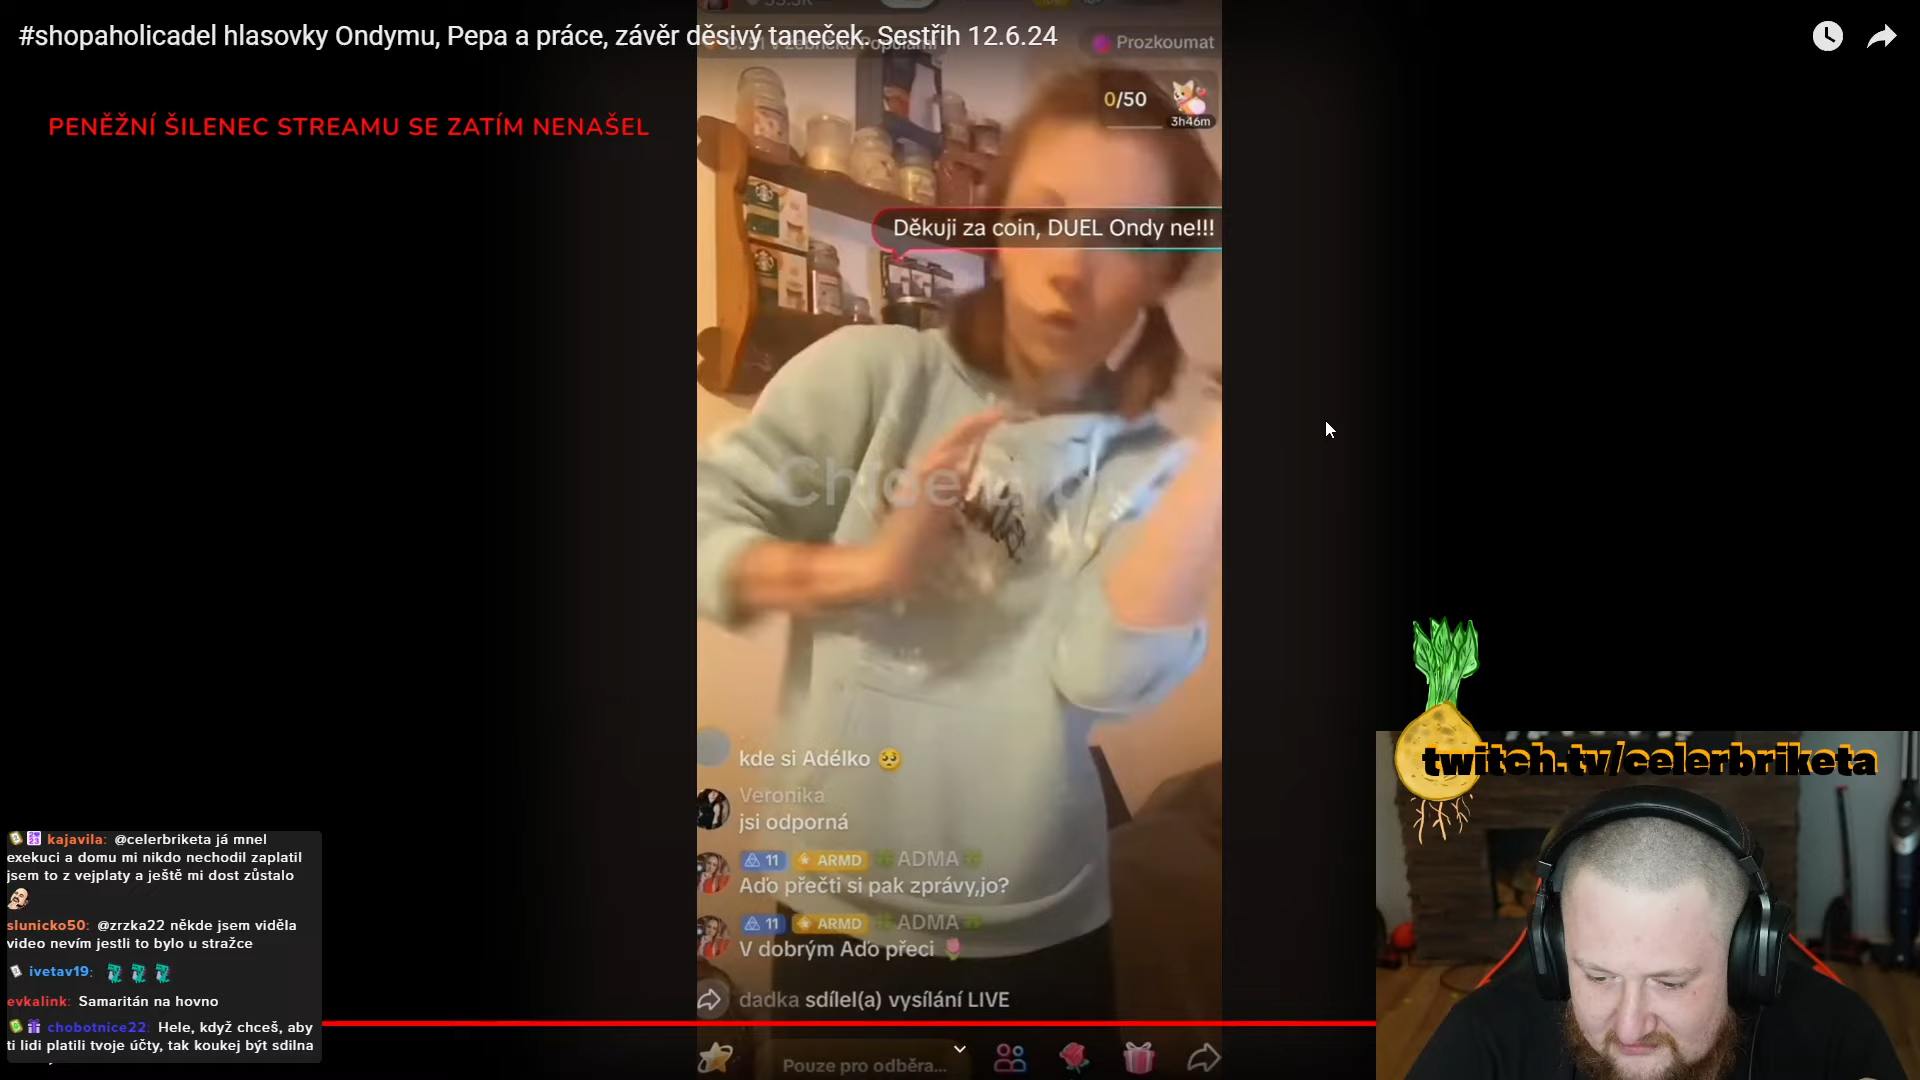 #shopaholicadel hlasovky Ondymu, Pepa a práce, závěr děsivý taneček. Sestřih 12.6.24
Prozkoumat
PENĚŽNÍ ŠILENEC STREAMU SE ZATÍM NENAŠEL
0/50
3h46m
Děkuji za coin, DUEL Ondy ne!!!
kde si Adélko
Veronika
jsi odporná
11 ARMD ADMA
Aďo přečti si pak zprávy,jo?
11 ARMD ADMA
V dobrým Aďo přeci
dadka sdílel(a) vysílání LIVE
Pouze pro odběra...
twitch.tv/celerbriketa
kajavila: @celerbriketa já mnel
exekuci a domu mi nikdo nechodil zaplatil
jsem to z vejplaty a ještě mi dost zůstalo
slunicko50: @zrzka22 někde jsem viděla
video nevím jestli to bylo u stražce
ivetav19:
evkalink: Samaritán na hovno
chobotnice22: Hele, když chceš, aby
ti lidi platili tvoje účty, tak koukej být sdilna